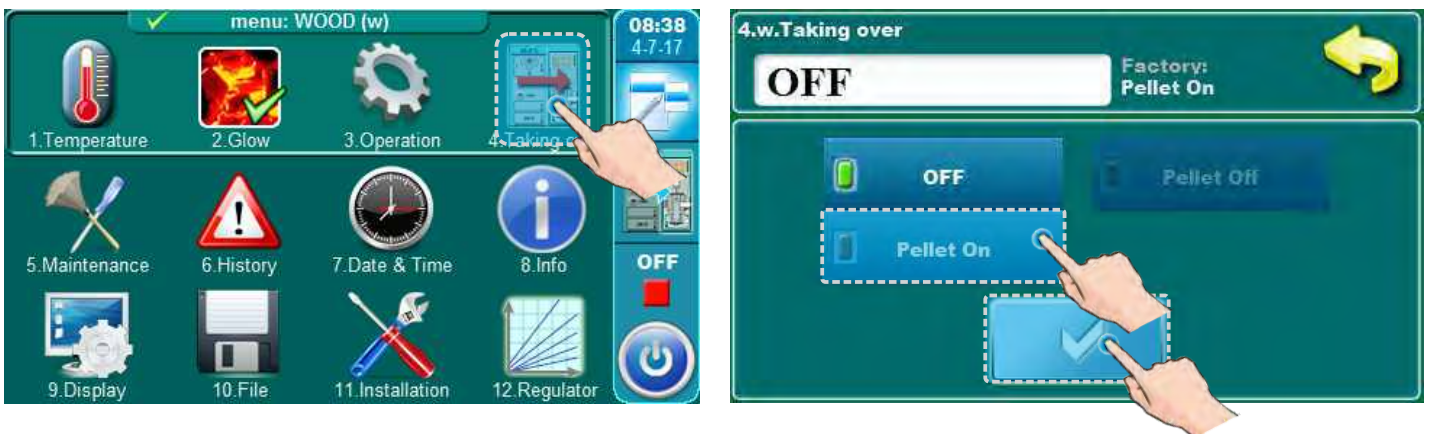 menu: WOOD (w)
08:38
4-7-17
1.Temperature
2.Glow
3.Operation
4.Taking o
5.Maintenance
6.History
7.Date & Time
8.Info
OFF
9.Display
10.File
11.Installation
12.Regulator
4.w.Taking over
OFF
Factory:
Pellet On
OFF
Pellet Off
Pellet On